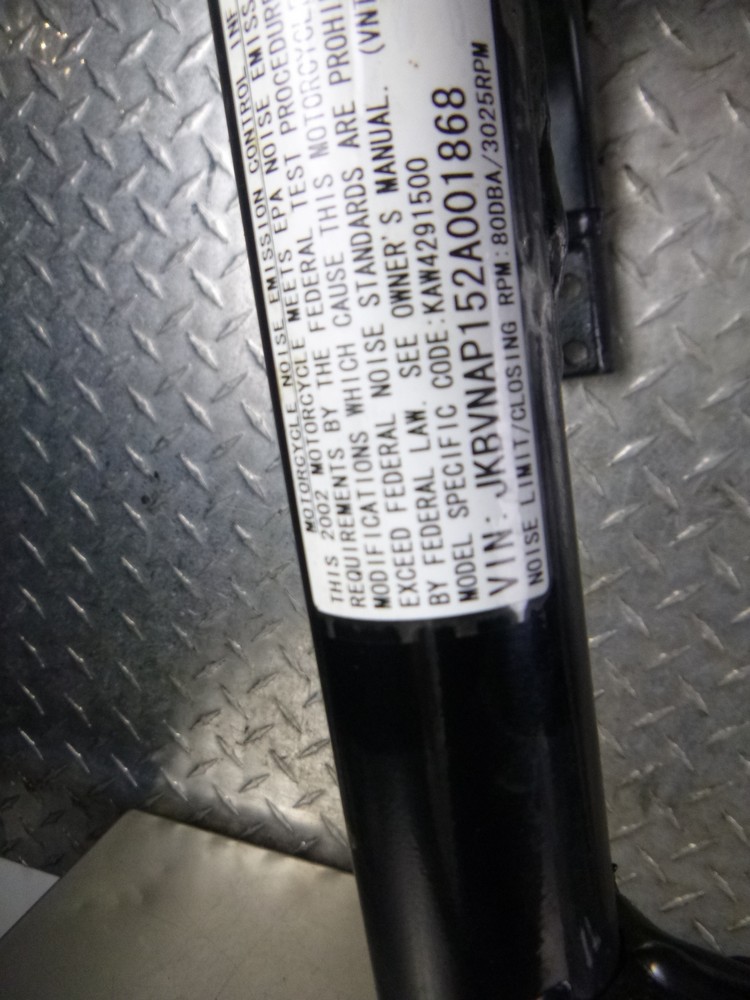 MOTORCYCLE NOISE EMISSION CONTROL INF
THIS 2002 MOTORCYCLE MEETS EPA NOISE EMISS
REQUIREMENTS BY THE FEDERAL TEST PROCEDUR
MODIFICATIONS WHICH CAUSE THIS MOTORCYCLE
EXCEED FEDERAL NOISE STANDARDS ARE PROHI
BY FEDERAL LAW. SEE OWNER'S MANUAL. (VN
MODEL SPECIFIC CODE:KAW4291500
VIN: JKBVNAP152A001868
NOISE LIMIT/CLOSING RPM:80DBA/3025RPM